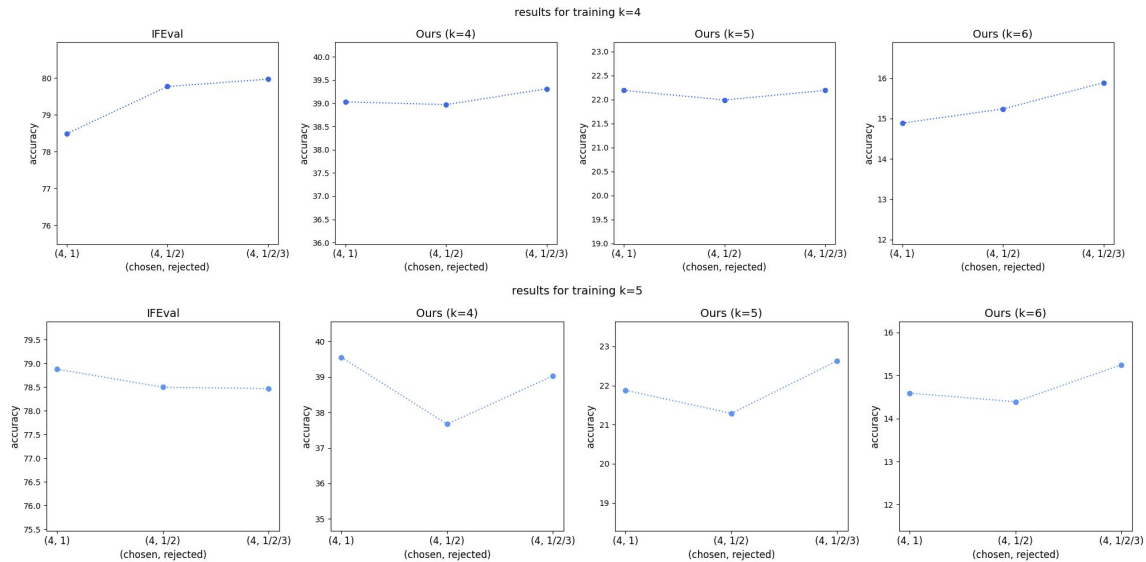 results for training k=4
IFEval
accuracy
80
79
78
77
76
(4, 1)
(4, 1/2)
(4, 1/2/3)
(chosen, rejected)
Ours (k=4)
accuracy
40.0
39.5
39.0
38.5
38.0
37.5
37.0
36.5
36.0
(4, 1)
(4, 1/2)
(4, 1/2/3)
(chosen, rejected)
Ours (k=5)
accuracy
23.0
22.5
22.0
21.5
21.0
20.5
20.0
19.5
19.0
(4, 1)
(4, 1/2)
(4, 1/2/3)
(chosen, rejected)
Ours (k=6)
accuracy
16
15
14
13
12
(4, 1)
(4, 1/2)
(4, 1/2/3)
(chosen, rejected)
results for training k=5
IFEval
accuracy
79.5
79.0
78.5
78.0
77.5
77.0
76.5
76.0
75.5
(4, 1)
(4, 1/2)
(4, 1/2/3)
(chosen, rejected)
Ours (k=4)
accuracy
40
39
38
37
36
35
(4, 1)
(4, 1/2)
(4, 1/2/3)
(chosen, rejected)
Ours (k=5)
accuracy
23
22
21
20
19
(4, 1)
(4, 1/2)
(4, 1/2/3)
(chosen, rejected)
Ours (k=6)
accuracy
16
15
14
13
12
(4, 1)
(4, 1/2)
(4, 1/2/3)
(chosen, rejected)